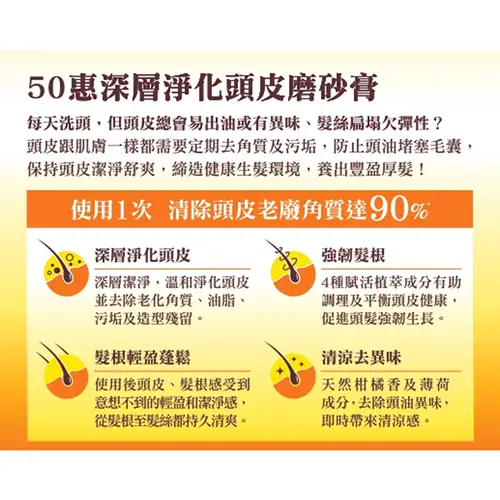 50惠深層淨化頭皮磨砂膏
每天洗頭，但頭皮總會易出油或有異味、髮絲扁塌欠彈性？
頭皮跟肌膚一樣都需要定期去角質及污垢，防止頭油堵塞毛囊，
保持頭皮潔淨舒爽，締造健康生髮環境，養出豐盈厚髮！
使用1次 清除頭皮老廢角質達90%*
深層淨化頭皮
深層潔淨，溫和淨化頭皮
並去除老化角質、油脂、
污垢及造型殘留。
強韌髮根
4種賦活植萃成分有助
調理及平衡頭皮健康，
促進頭髮強韌生長。
髮根輕盈蓬鬆
使用後頭皮、髮根感受到
意想不到的輕盈和潔淨感，
從髮根至髮絲都持久清爽。
清涼去異味
天然柑橘香及薄荷
成分，去除頭油異味，
即時帶來清涼感。